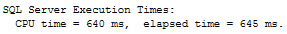 SQL Server Execution Times:
CPU time = 640 ms,  elapsed time = 645 ms.